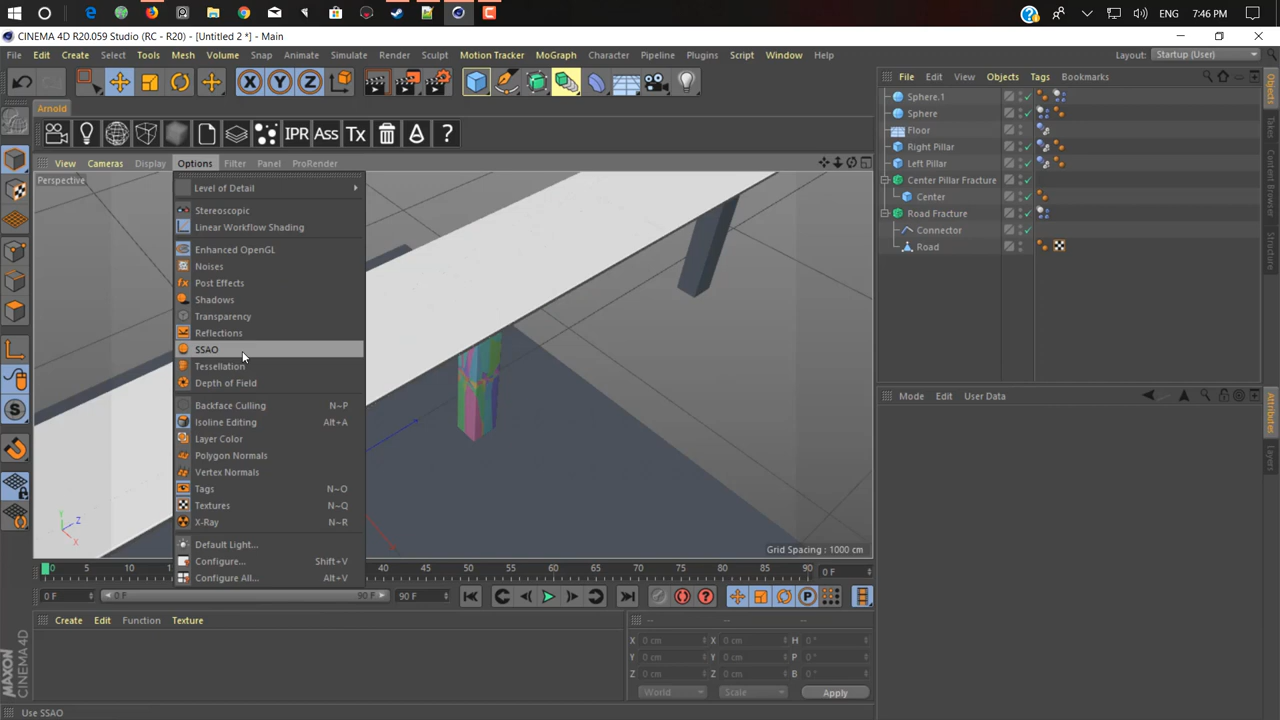 ENG 7:46 PM
CINEMA 4D R20.059 Studio (RC - R20) - [Untitled 2 *] - Main
File Edit Create Select Tools Mesh Volume Snap Animate Simulate Render Sculpt Motion Tracker MoGraph Character Pipeline Plugins Script Window Help Layout: Startup (User)
File Edit View Objects Tags Bookmarks
X Y Z
Arnold
IPR Ass Tx ?
View Cameras Display Options Filter Panel ProRender
Perspective
Level of Detail
Stereoscopic
Linear Workflow Shading
Enhanced OpenGL
Noises
Post Effects
Shadows
Transparency
Reflections
SSAO
Tessellation
Depth of Field
Backface Culling N~P
Isoline Editing Alt+A
Layer Color
Polygon Normals
Vertex Normals
Tags N~O
Textures N~Q
X-Ray N~R
Default Light...
Configure... Shift+V
Configure All... Alt+V
Y Z X
Grid Spacing : 1000 cm
Sphere.1
Sphere
Floor
Right Pillar
Left Pillar
Center Pillar Fracture
Center
Road Fracture
Connector
Road
Objects
Takes
Content Browser
Structure
Mode Edit User Data
Attributes
Layers
0 5 10 15 40 45 50 55 60 65 70 75 80 85 90 0 F
0 F 0 F 90 F 90 F
Create Edit Function Texture
-- -- --
X 0 cm X 0 cm H 0 °
Y 0 cm Y 0 cm P 0 °
Z 0 cm Z 0 cm B 0 °
World Scale Apply
MAXON
CINEMA 4D
Use SSAO